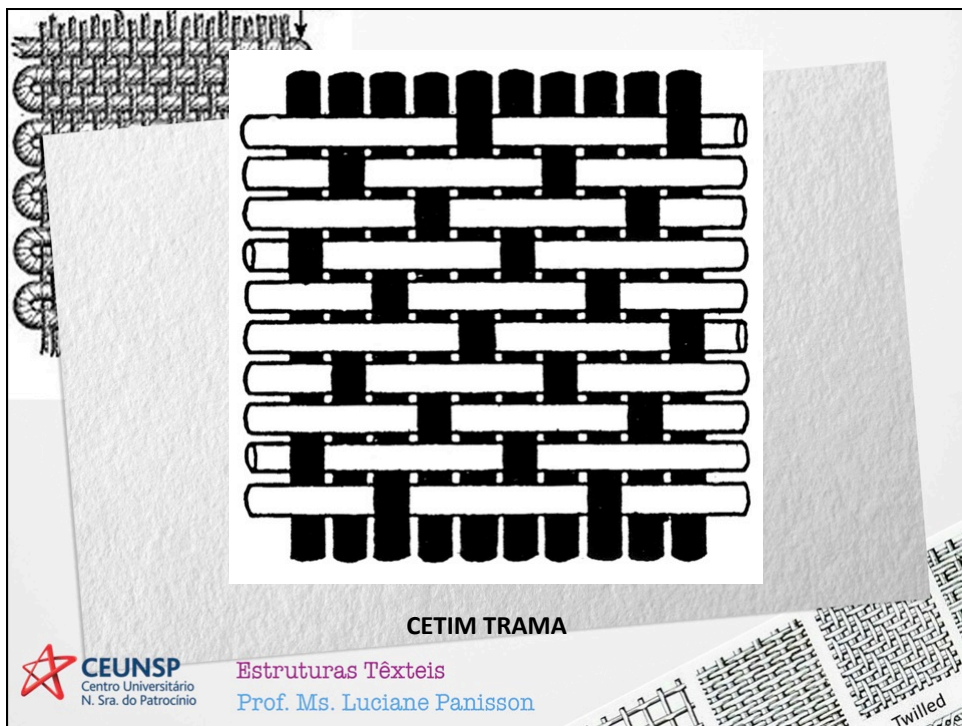 CETIM TRAMA
CEUNSP
Centro Universitário
N. Sra. do Patrocínio
Estruturas Têxteis
Prof. Ms. Luciane Panisson
Twilled